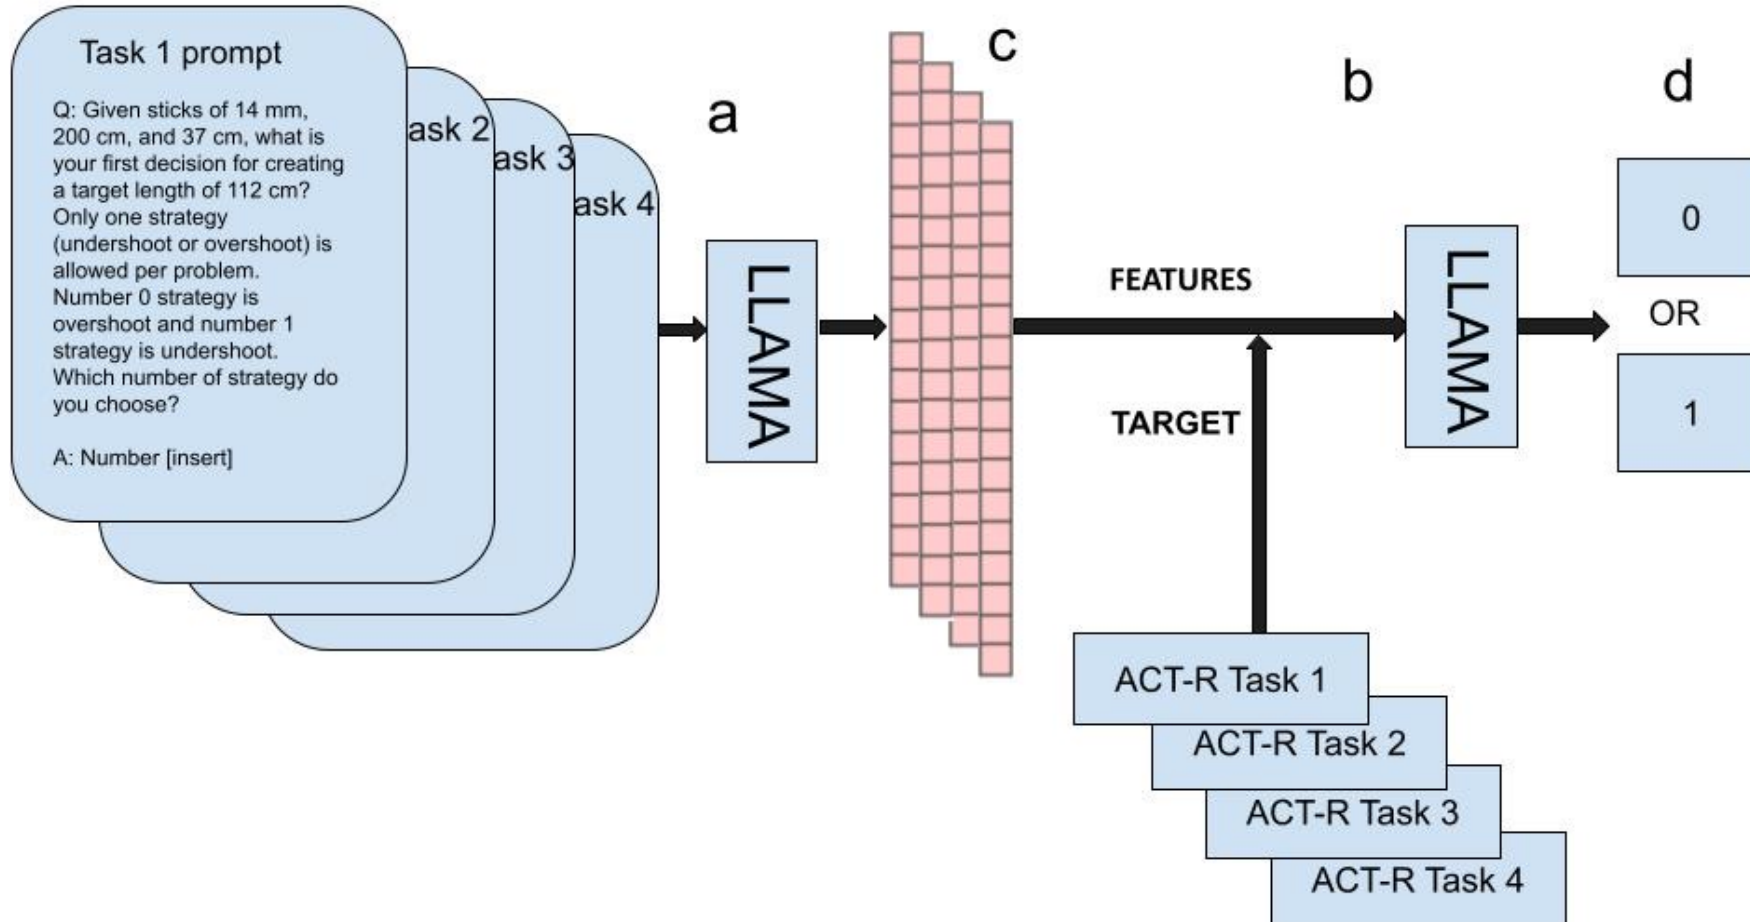 Task 1 prompt
Q: Given sticks of 14 mm,
200 cm, and 37 cm, what is
your first decision for creating
a target length of 112 cm?
Only one strategy
(undershoot or overshoot) is
allowed per problem.
Number 0 strategy is
overshoot and number 1
strategy is undershoot.
Which number of strategy do
you choose?
A: Number [insert]
ask 2
ask 3
ask 4
a
LLAMA
c
FEATURES
TARGET
b
LLAMA
d
0
OR
1
ACT-R Task 1
ACT-R Task 2
ACT-R Task 3
ACT-R Task 4